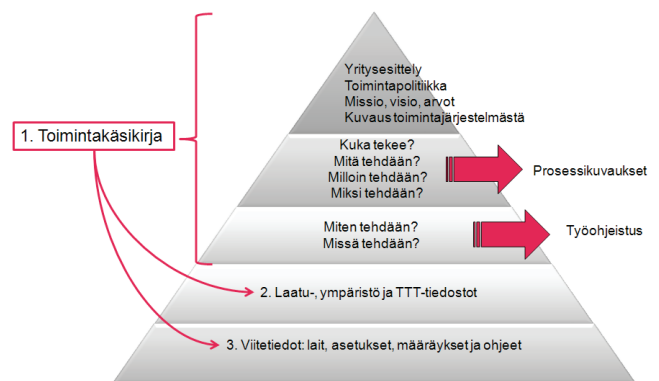 Yritysesittely
Toimintapolitiikka
Missio, visio, arvot
Kuvaus toimintajärjestelmästä
1. Toimintakäsikirja
Kuka tekee?
Mitä tehdään?
Milloin tehdään?
Miksi tehdään?
Prosessikuvaukset
Miten tehdään?
Missä tehdään?
Työohjeistus
2. Laatu-, ympäristö ja TTT-tiedostot
3. Viitetiedot: lait, asetukset, määräykset ja ohjeet